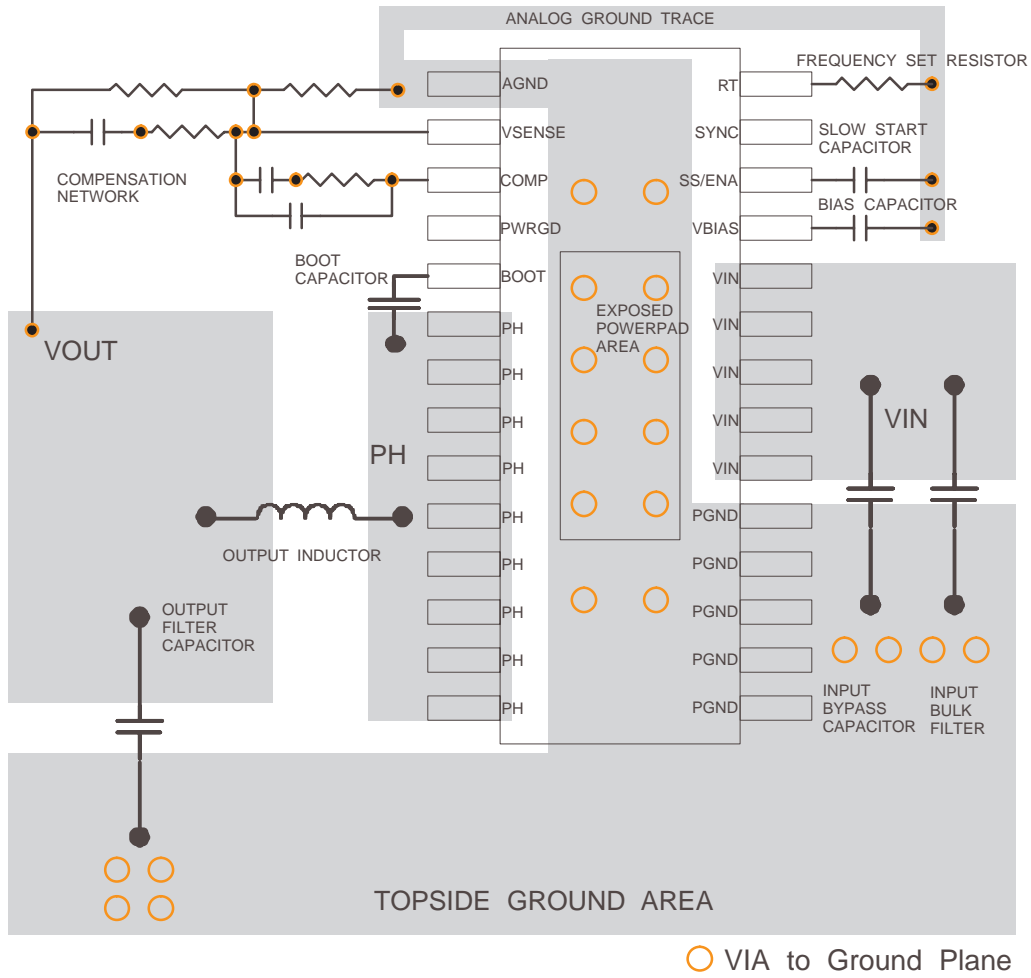 ANALOG GROUND TRACE
FREQUENCY SET RESISTOR
AGND
RT
VSENSE
SYNC
SLOW START
CAPACITOR
COMPENSATION
NETWORK
COMP
SS/ENA
BIAS CAPACITOR
PWRGD
VBIAS
BOOT
CAPACITOR
BOOT
VIN
EXPOSED
POWERPAD
AREA
PH
VIN
VOUT
PH
VIN
PH
VIN
VIN
PH
PH
VIN
PH
PGND
OUTPUT INDUCTOR
PH
PGND
OUTPUT
FILTER
CAPACITOR
PH
PGND
PH
PGND
PH
PGND
INPUT
BYPASS
CAPACITOR
INPUT
BULK
FILTER
TOPSIDE GROUND AREA
VIA to Ground Plane